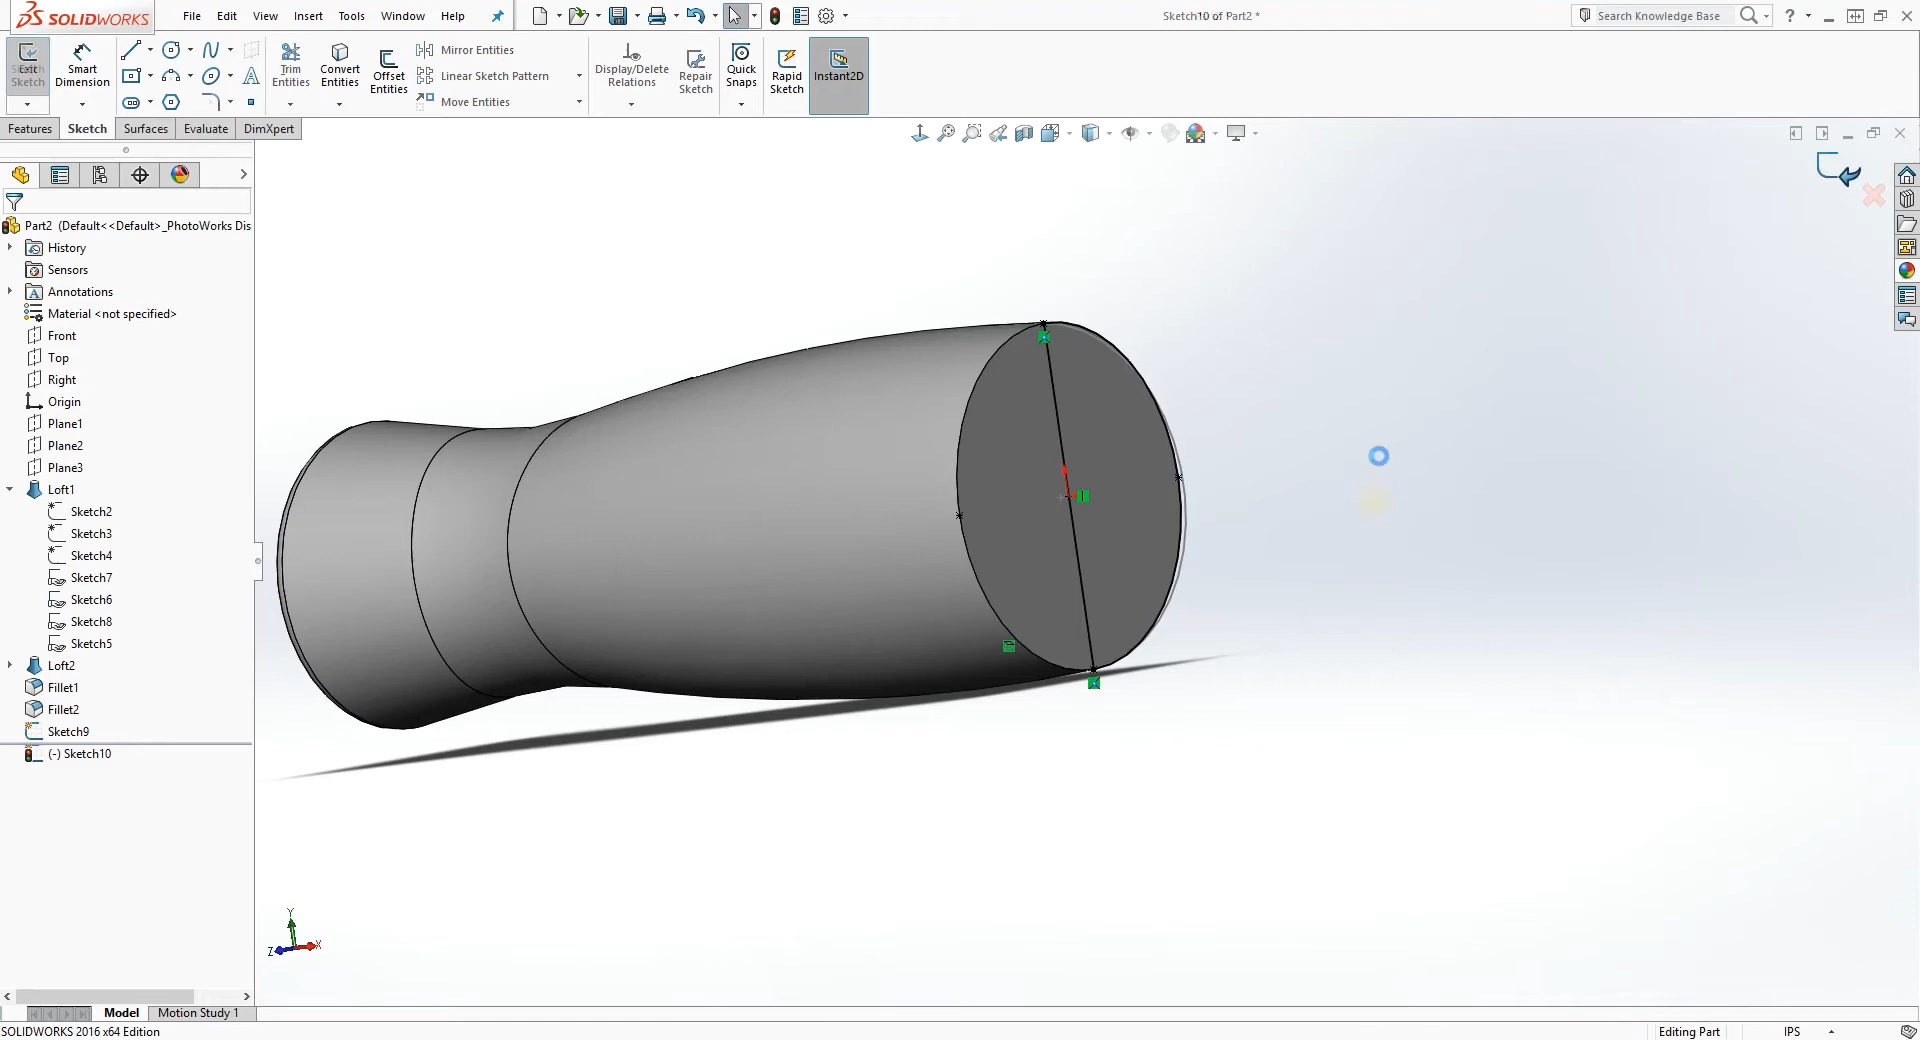 SOLIDWORKS
File Edit View Insert Tools Window Help
Sketch10 of Part2 *
Search Knowledge Base
?
Exit Sketch
Smart Dimension
Trim Entities
Convert Entities
Offset Entities
Mirror Entities
Linear Sketch Pattern
Move Entities
Display/Delete Relations
Repair Sketch
Quick Snaps
Rapid Sketch
Instant2D
Features Sketch Surfaces Evaluate DimXpert
Part2 (Default<<Default>_PhotoWorks Dis
History
Sensors
Annotations
Material <not specified>
Front
Top
Right
Origin
Plane1
Plane2
Plane3
Loft1
Sketch2
Sketch3
Sketch4
Sketch7
Sketch6
Sketch8
Sketch5
Loft2
Fillet1
Fillet2
Sketch9
(-) Sketch10
Y
Z X
Model Motion Study 1
SOLIDWORKS 2016 x64 Edition
Editing Part IPS